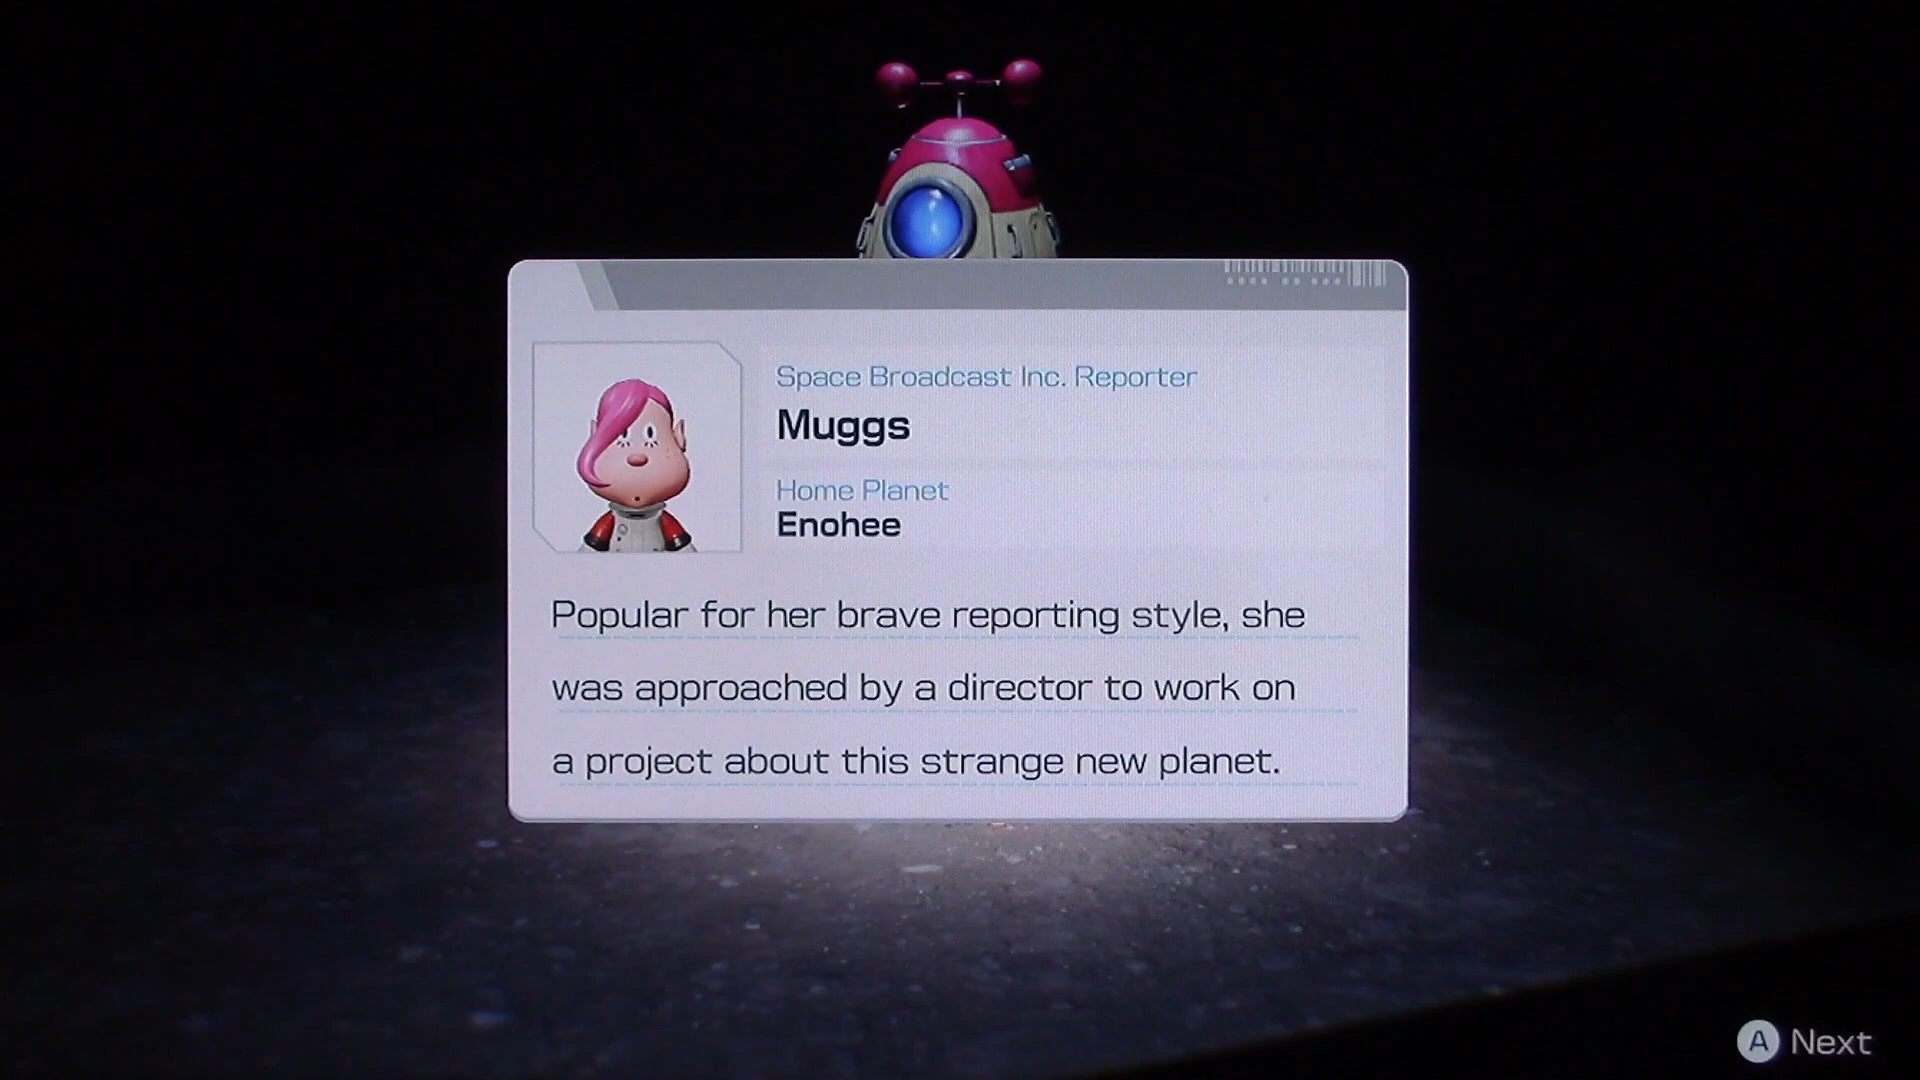 Space Broadcast Inc. Reporter
Muggs
Home Planet
Enohee
Popular for her brave reporting style, she
was approached by a director to work on
a project about this strange new planet.
A Next